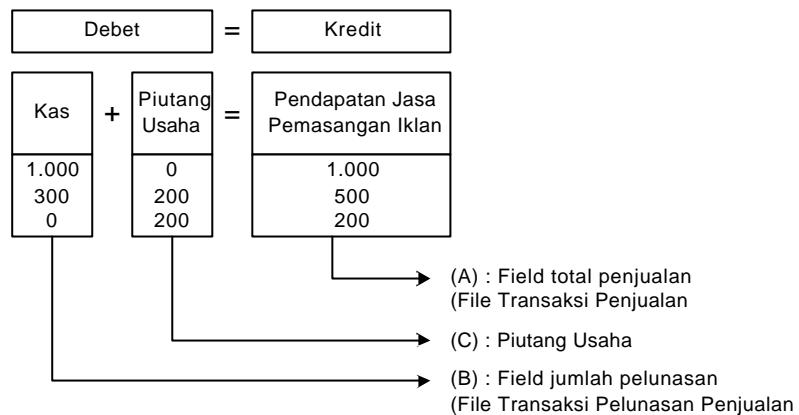 Debet = Kredit
Kas + Piutang Usaha = Pendapatan Jasa Pemasangan Iklan
1.000 0 1.000
300 200 500
0 200 200
(A) : Field total penjualan
(File Transaksi Penjualan
(C) : Piutang Usaha
(B) : Field jumlah pelunasan
(File Transaksi Pelunasan Penjualan